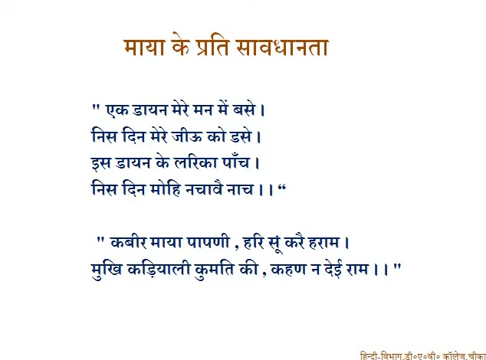 माया के प्रति सावधानता
" एक डायन मेरे मन में बसे ।
निस दिन मेरे जीऊ को डसे ।
इस डायन के लरिका पाँच ।
निस दिन मोहि नचावै नाच ।। “
" कबीर माया पापणी , हरि सूं करै हराम ।
मुखि कड़ियाली कुमति की , कहण न देई राम ।। "
हिन्दी-विभाग,डी०ए०वी० कॉलेज,चीका